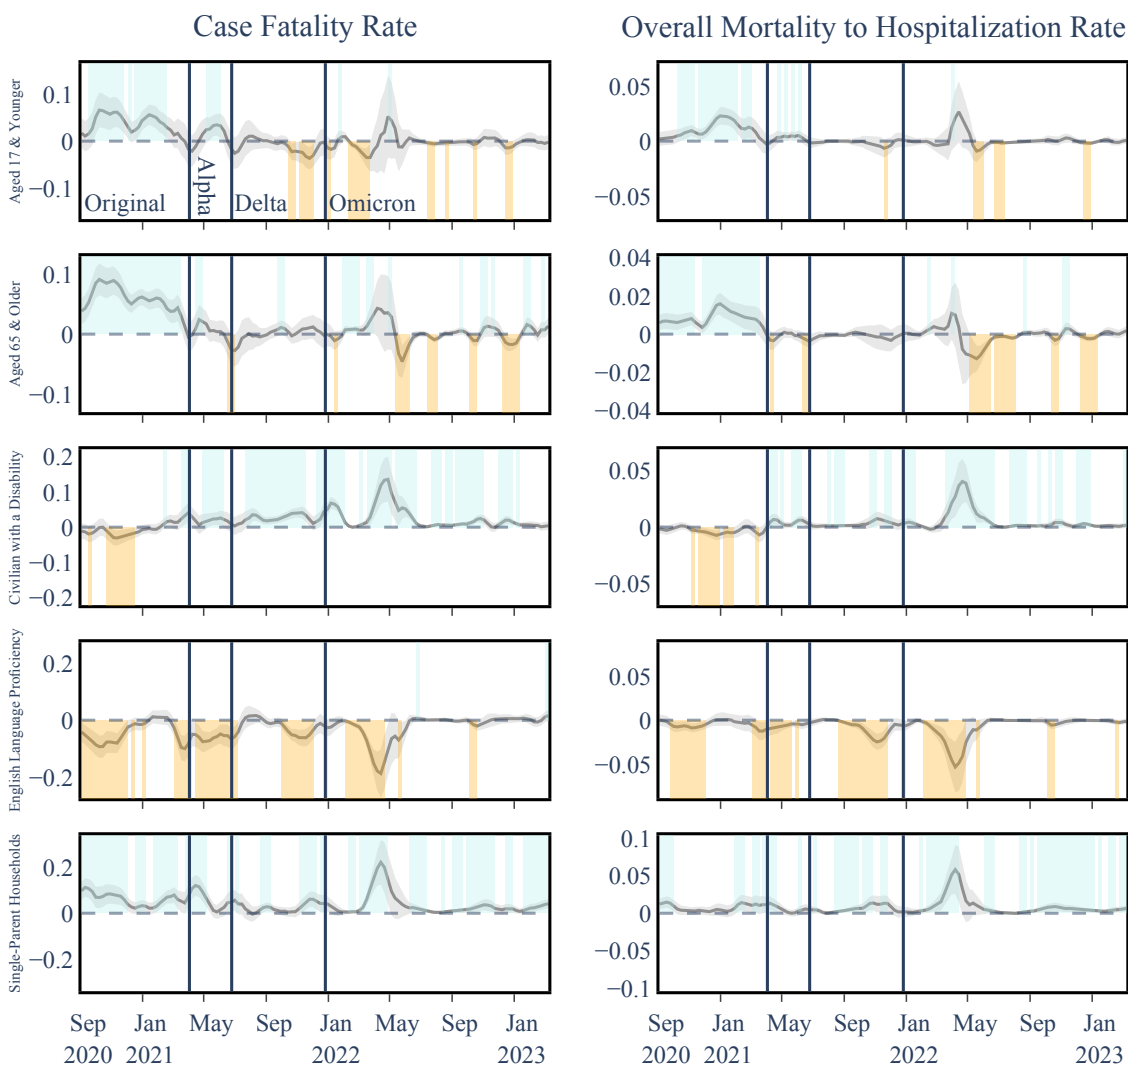 Case Fatality Rate
Overall Mortality to Hospitalization Rate
Aged 17 & Younger
0.1
0
−0.1
Original
Alpha
Delta
Omicron
0.05
0
−0.05
Aged 65 & Older
0.1
0
−0.1
0.04
0.02
0
−0.02
−0.04
Civilian with a Disability
0.2
0.1
0
−0.1
−0.2
0.05
0
−0.05
English Language Proficiency
0.2
0
−0.2
0.05
0
−0.05
Single-Parent Households
0.2
0
−0.2
0.1
0.05
0
−0.05
−0.1
Sep Jan May Sep Jan May Sep Jan
2020 2021 2022 2023
Sep Jan May Sep Jan May Sep Jan
2020 2021 2022 2023